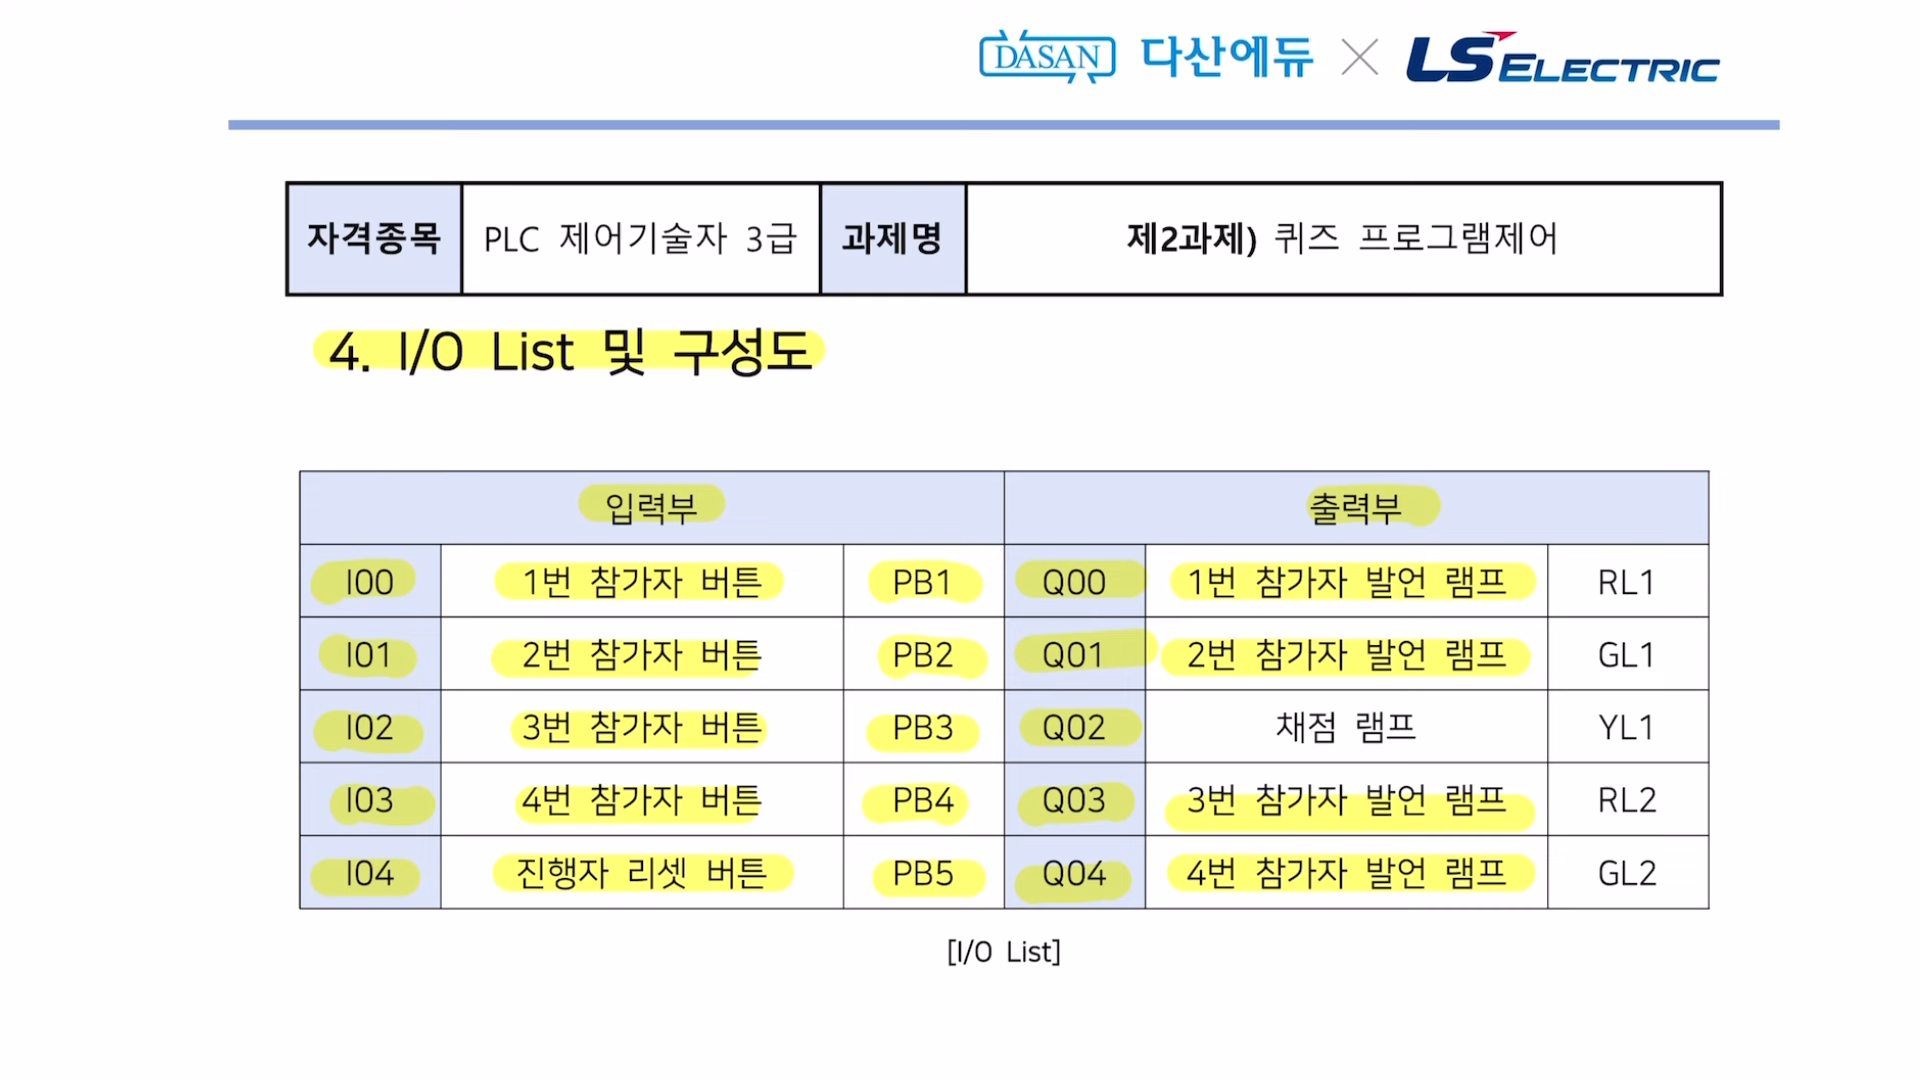 DASAN 다산에듀 × LS ELECTRIC
자격종목 PLC 제어기술자 3급 과제명 제2과제) 퀴즈 프로그램제어
4. I/O List 및 구성도
입력부 출력부
I00 1번 참가자 버튼 PB1 Q00 1번 참가자 발언 램프 RL1
I01 2번 참가자 버튼 PB2 Q01 2번 참가자 발언 램프 GL1
I02 3번 참가자 버튼 PB3 Q02 채점 램프 YL1
I03 4번 참가자 버튼 PB4 Q03 3번 참가자 발언 램프 RL2
I04 진행자 리셋 버튼 PB5 Q04 4번 참가자 발언 램프 GL2
[I/O List]